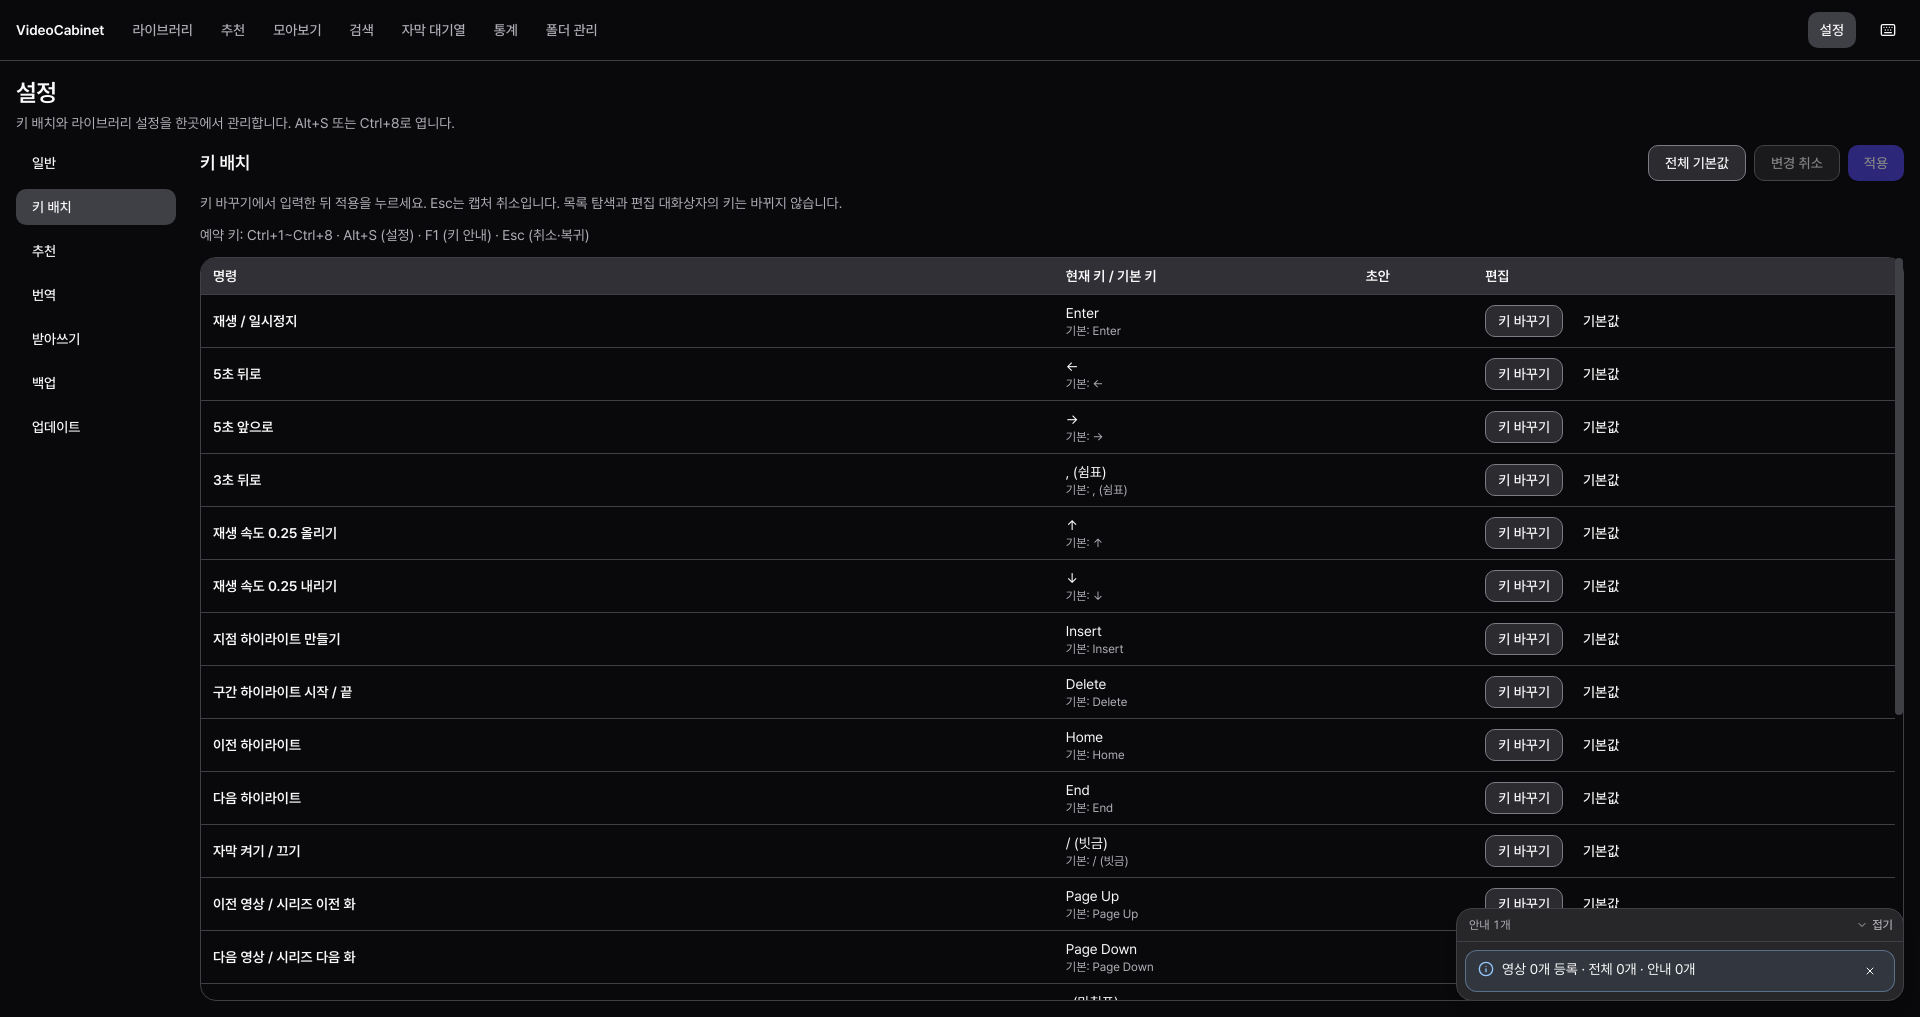 VideoCabinet 라이브러리 추천 모아보기 검색 자막 대기열 통계 폴더 관리 설정
설정
키 배치와 라이브러리 설정을 한곳에서 관리합니다. Alt+S 또는 Ctrl+8로 엽니다.
일반
키 배치
추천
번역
받아쓰기
백업
업데이트
키 배치
전체 기본값 변경 취소 적용
키 바꾸기에서 입력한 뒤 적용을 누르세요. Esc는 캡처 취소입니다. 목록 탐색과 편집 대화상자의 키는 바뀌지 않습니다.
예약 키: Ctrl+1~Ctrl+8 · Alt+S (설정) · F1 (키 안내) · Esc (취소·복귀)
명령 현재 키 / 기본 키 초안 편집
재생 / 일시정지 Enter 키 바꾸기 기본값
기본: Enter
5초 뒤로 ← 키 바꾸기 기본값
기본: ←
5초 앞으로 → 키 바꾸기 기본값
기본: →
3초 뒤로 , (쉼표) 키 바꾸기 기본값
기본: , (쉼표)
재생 속도 0.25 올리기 ↑ 키 바꾸기 기본값
기본: ↑
재생 속도 0.25 내리기 ↓ 키 바꾸기 기본값
기본: ↓
지점 하이라이트 만들기 Insert 키 바꾸기 기본값
기본: Insert
구간 하이라이트 시작 / 끝 Delete 키 바꾸기 기본값
기본: Delete
이전 하이라이트 Home 키 바꾸기 기본값
기본: Home
다음 하이라이트 End 키 바꾸기 기본값
기본: End
자막 켜기 / 끄기 / (빗금) 키 바꾸기 기본값
기본: / (빗금)
이전 영상 / 시리즈 이전 화 Page Up 키 바꾸기 기본값
기본: Page Up
다음 영상 / 시리즈 다음 화 Page Down
기본: Page Down
안내 1개 접기
영상 0개 등록 · 전체 0개 · 안내 0개